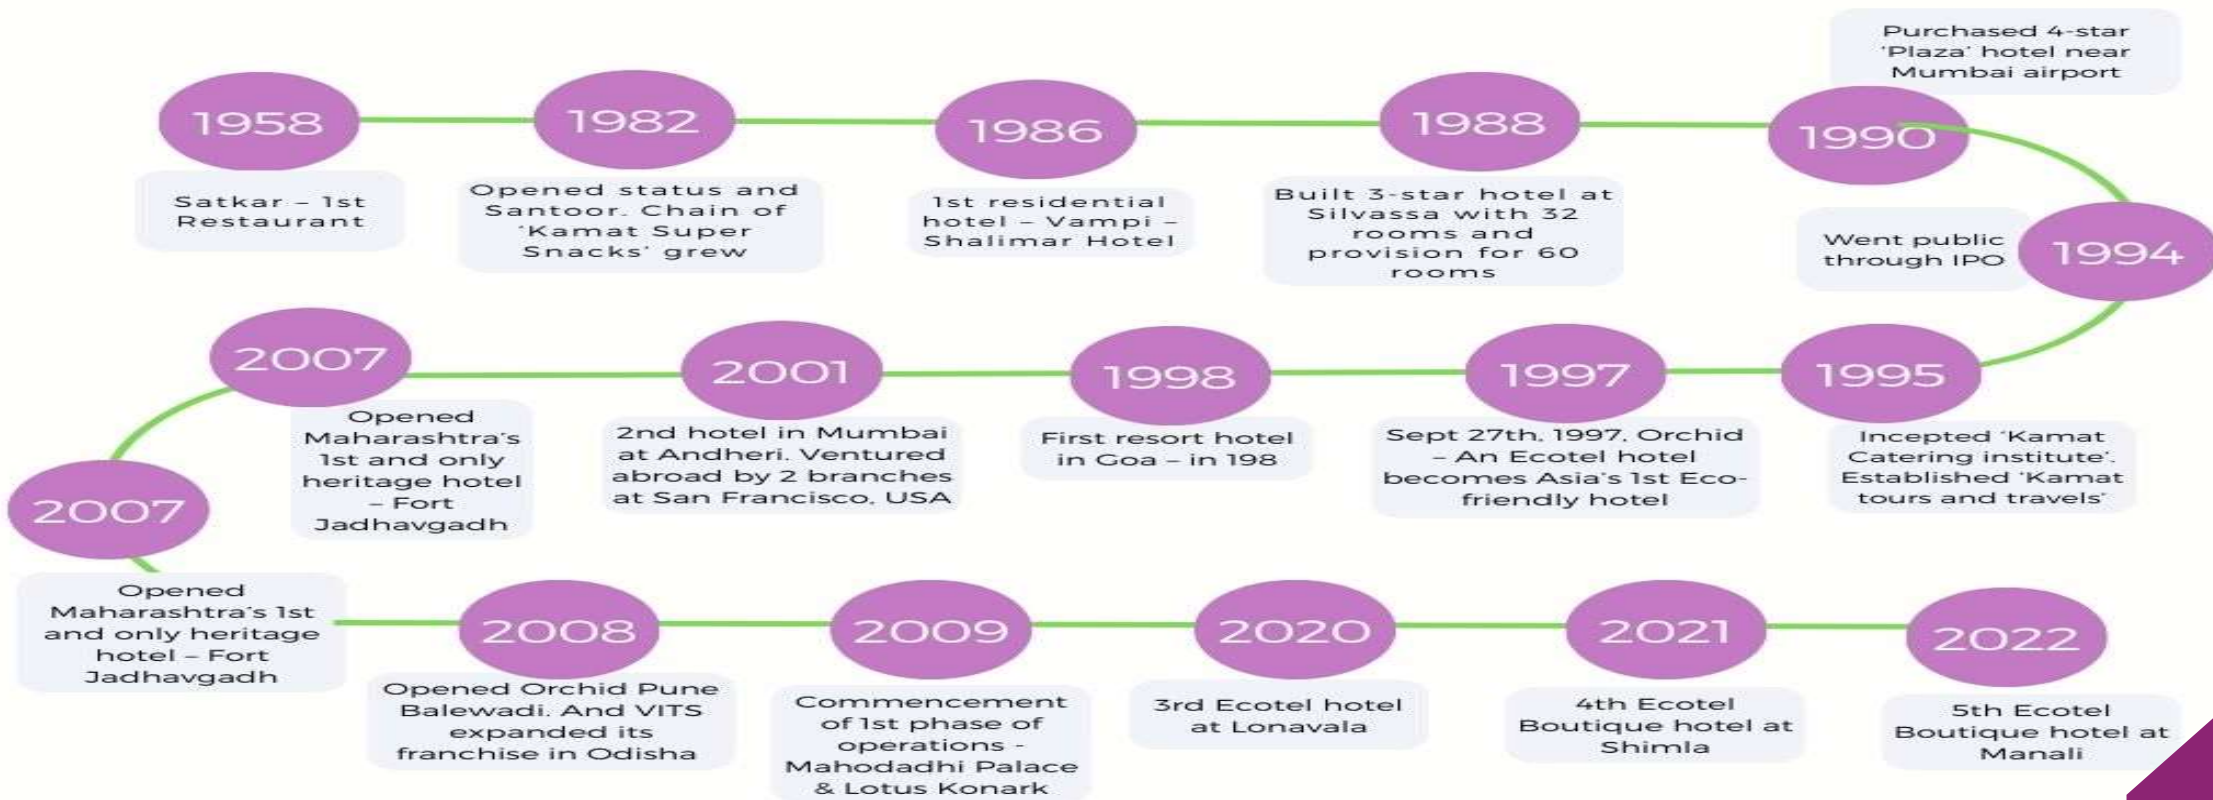 1958
Satkar – 1st
Restaurant
1982
Opened status and
Santoor. Chain of
'Kamat Super
Snacks' grew
1986
1st residential
hotel – Vampi –
Shalimar Hotel
1988
Built 3-star hotel at
Silvassa with 32
rooms and
provision for 60
rooms
1990
Purchased 4-star
'Plaza' hotel near
Mumbai airport
1994
Went public
through IPO
1995
Incepted 'Kamat
Catering institute'.
Established 'Kamat
tours and travels'
1997
Sept 27th, 1997, Orchid
– An Ecotel hotel
becomes Asia's 1st Eco-
friendly hotel
1998
First resort hotel
in Goa – in 198
2001
2nd hotel in Mumbai
at Andheri. Ventured
abroad by 2 branches
at San Francisco, USA
2007
Opened
Maharashtra's
1st and only
heritage hotel
– Fort
Jadhavgadh
2007
Opened
Maharashtra's 1st
and only heritage
hotel – Fort
Jadhavgadh
2008
Opened Orchid Pune
Balewadi. And VITS
expanded its
franchise in Odisha
2009
Commencement
of 1st phase of
operations -
Mahodadhi Palace
& Lotus Konark
2020
3rd Ecotel hotel
at Lonavala
2021
4th Ecotel
Boutique hotel at
Shimla
2022
5th Ecotel
Boutique hotel at
Manali